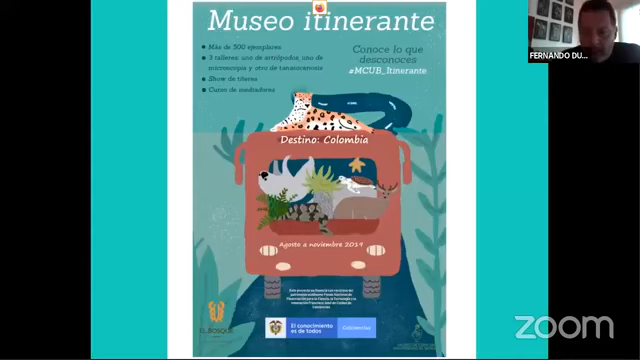 Museo itinerante
Más de 300 ejemplares
3 talleres: uno de artrópodos, uno de
microscopía y otro de tanatocenosis
Show de títeres
Curso de mediadores
Conoce lo que
desconoces
#MCUB_Itinerante
FERNANDO DU...
Destino: Colombia
Agosto a noviembre 2019
EL BOSQUE
El conocimiento
es de todos
Colciencias
zoom